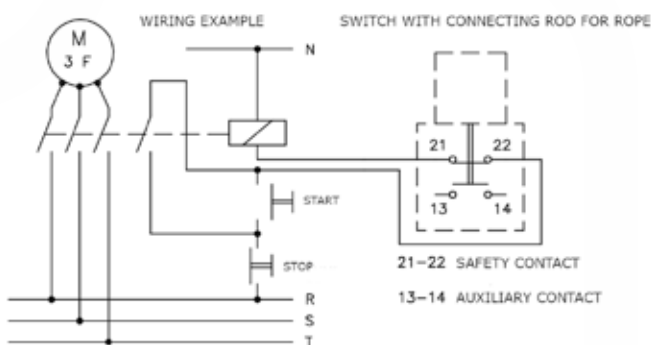 WIRING EXAMPLE
SWITCH WITH CONNECTING ROD FOR ROPE
M
3 F
N
21 22
13 14
START
STOP
21-22 SAFETY CONTACT
13-14 AUXILIARY CONTACT
R
S
T